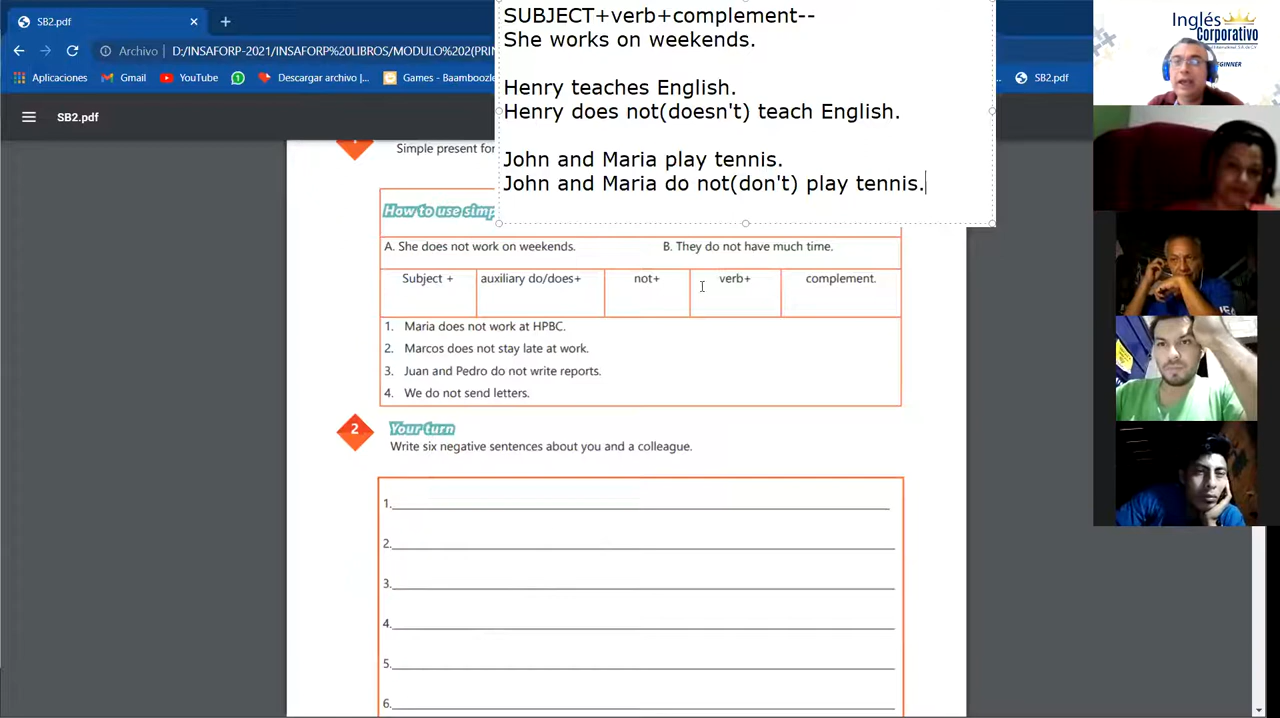 SB2.pdf
Archivo
D:/INSAFORP-2021/INSAFORP%20LIBROS/MODULO%202(PRI
Aplicaciones
Gmail
YouTube
Descargar archivo |...
Games - Baamboozle
SB2.pdf
SB2.pdf
SUBJECT+verb+complement--
She works on weekends.
Henry teaches English.
Henry does not(doesn't) teach English.
John and Maria play tennis.
John and Maria do not(don't) play tennis.
Inglés
Corporativo
Simple present for
How to use simp
A. She does not work on weekends.
B. They do not have much time.
Subject +
auxiliary do/does+
not+
verb+
complement.
1. Maria does not work at HPBC.
2. Marcos does not stay late at work.
3. Juan and Pedro do not write reports.
4. We do not send letters.
2
Your turn
Write six negative sentences about you and a colleague.
1.
2.
3.
4.
5.
6.